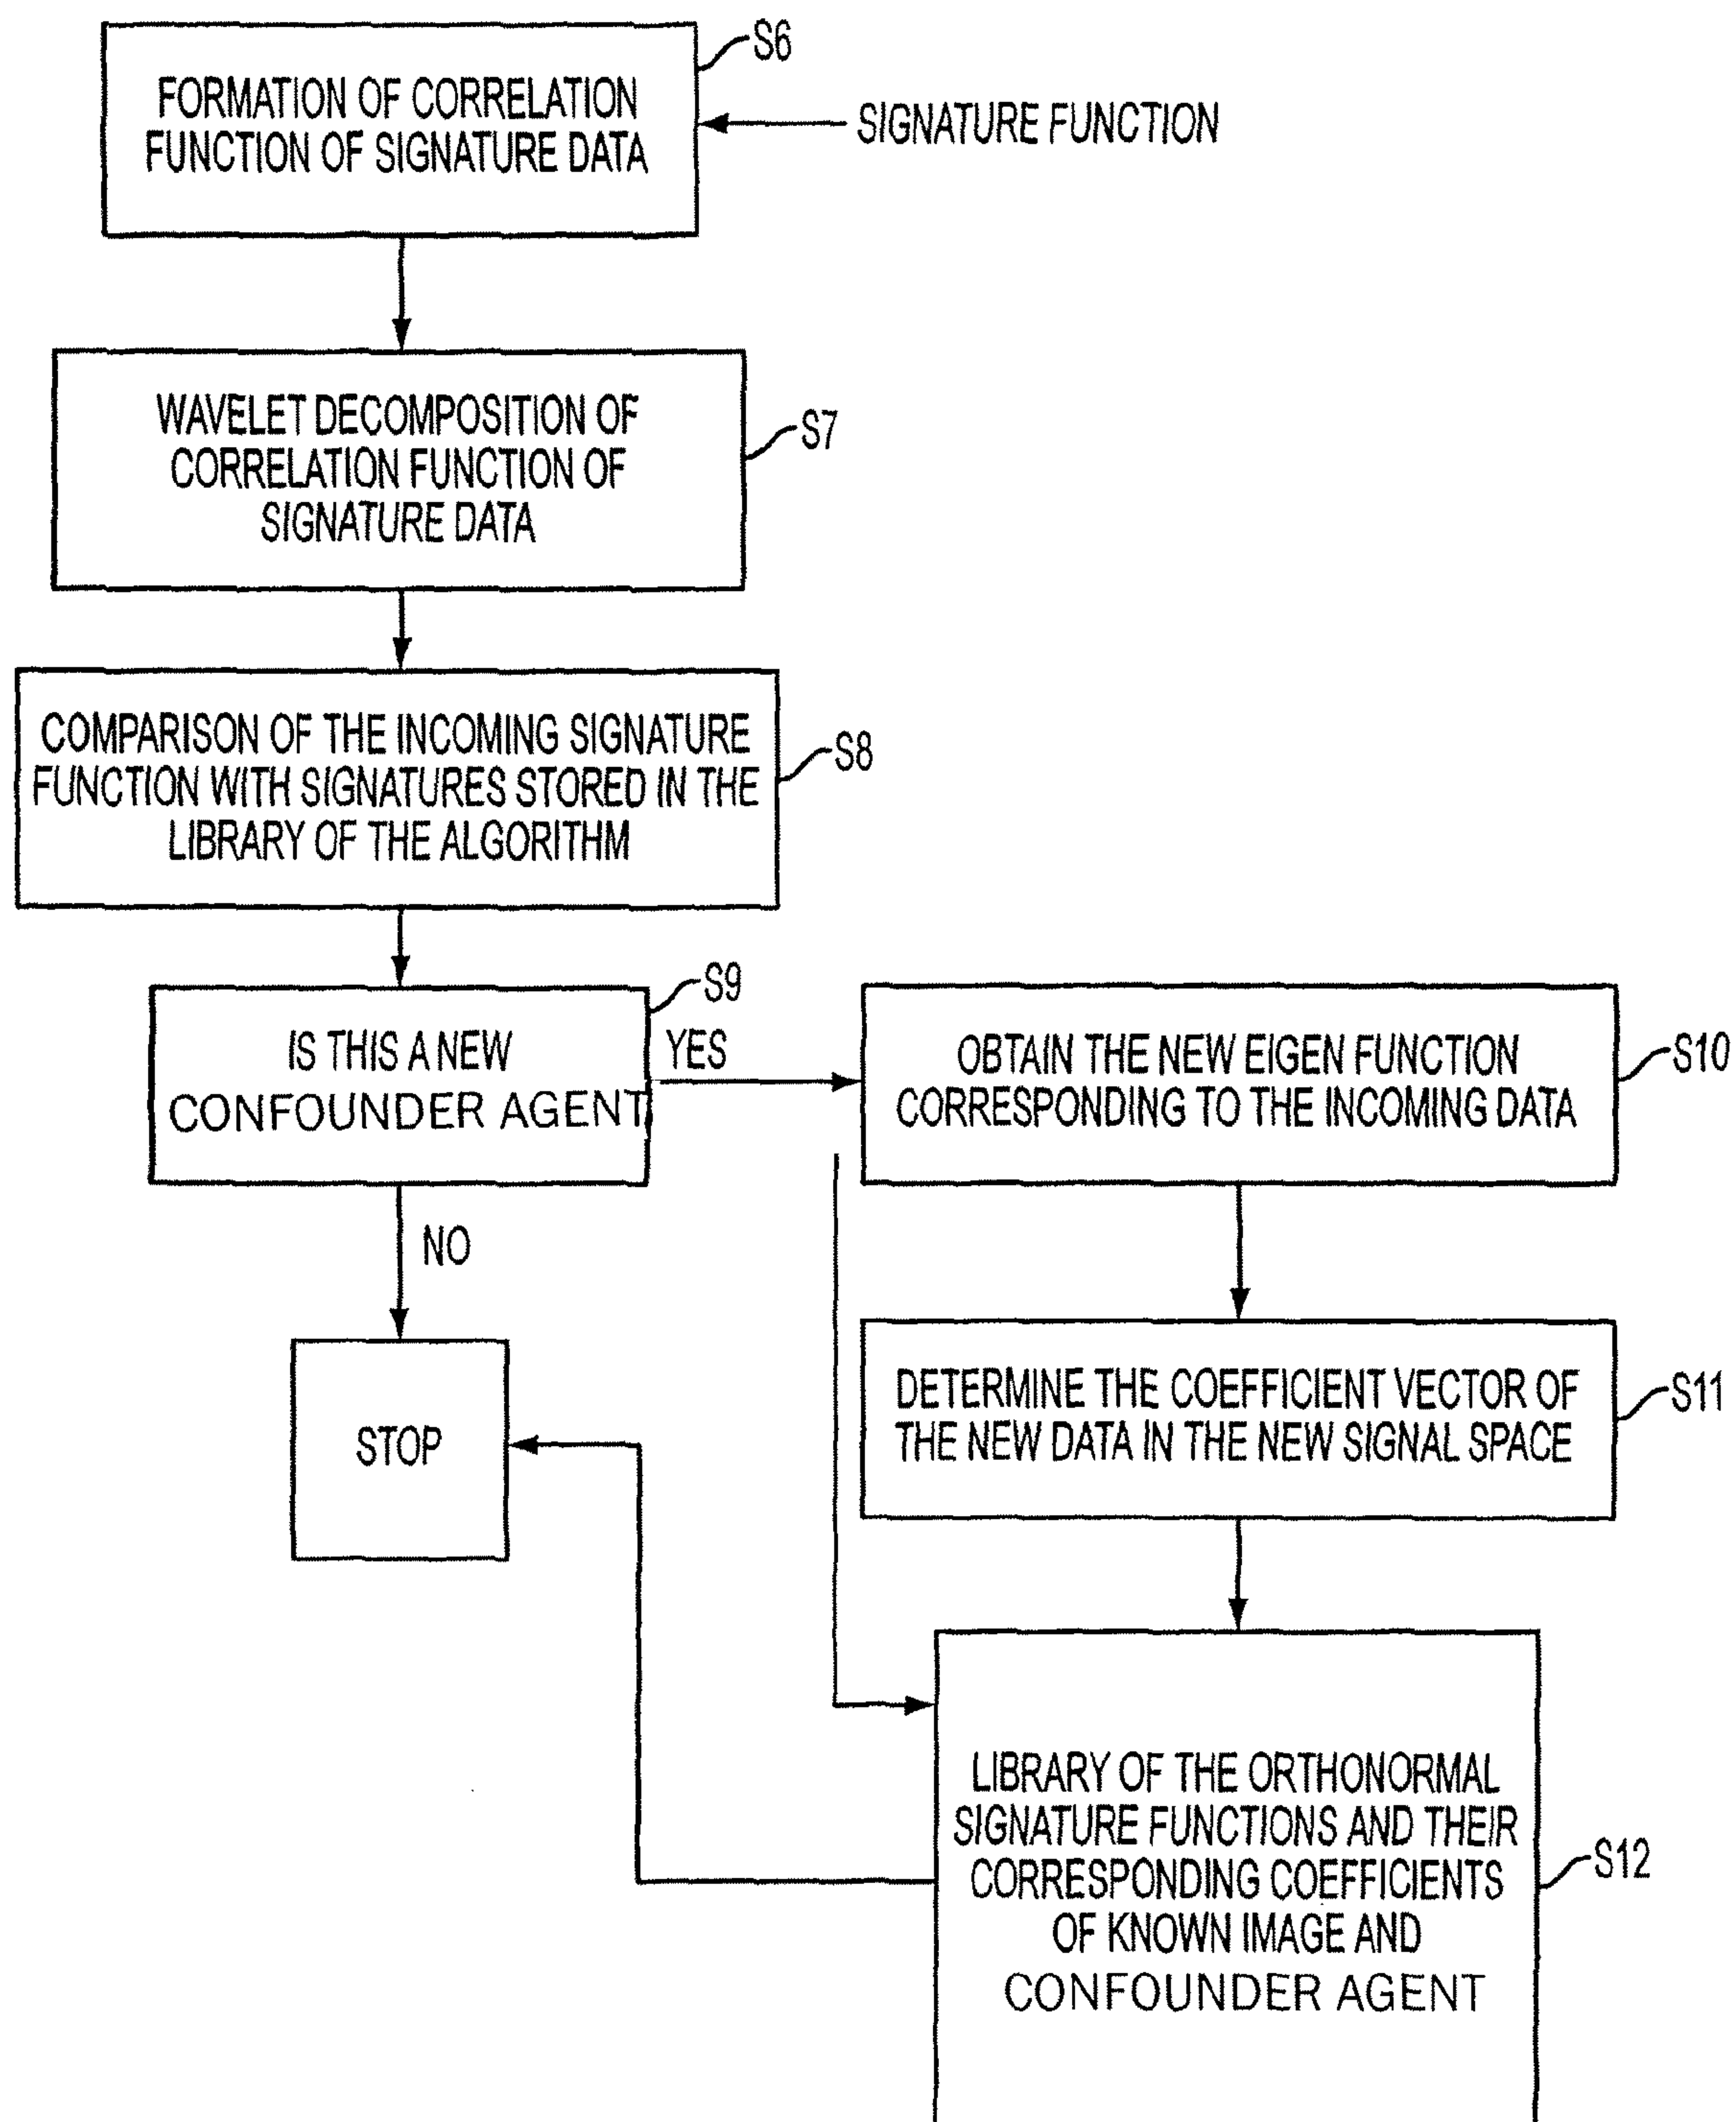 S6
FORMATION OF CORRELATION
FUNCTION OF SIGNATURE DATA
SIGNATURE FUNCTION
WAVELET DECOMPOSITION OF
CORRELATION FUNCTION OF
SIGNATURE DATA
S7
COMPARISON OF THE INCOMING SIGNATURE
FUNCTION WITH SIGNATURES STORED IN THE
LIBRARY OF THE ALGORITHM
S8
S9
IS THIS A NEW
CONFOUNDER AGENT
YES
NO
OBTAIN THE NEW EIGEN FUNCTION
CORRESPONDING TO THE INCOMING DATA
S10
STOP
DETERMINE THE COEFFICIENT VECTOR OF
THE NEW DATA IN THE NEW SIGNAL SPACE
S11
LIBRARY OF THE ORTHONORMAL
SIGNATURE FUNCTIONS AND THEIR
CORRESPONDING COEFFICIENTS
OF KNOWN IMAGE AND
CONFOUNDER AGENT
S12